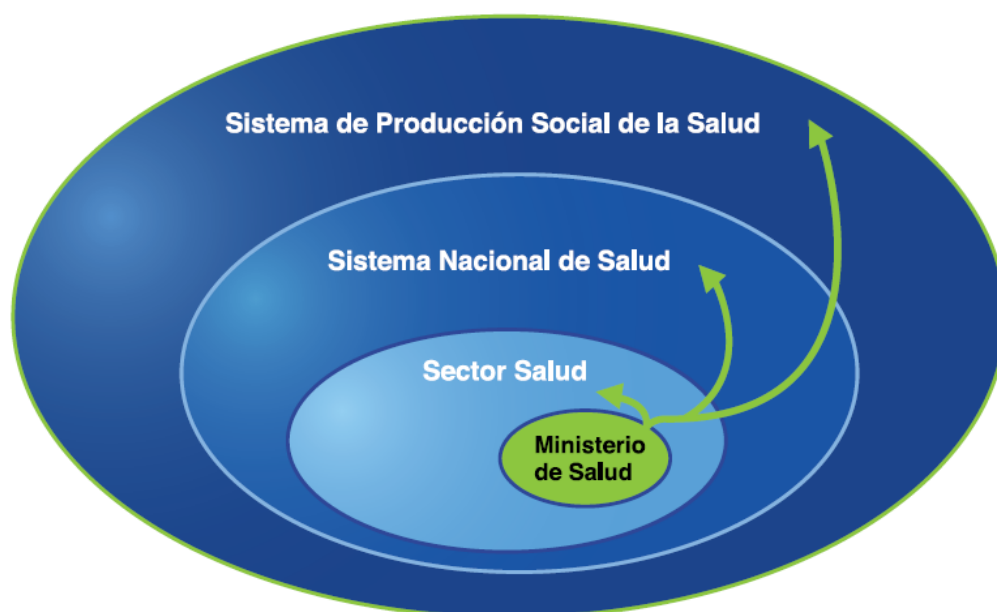 Sistema de Producción Social de la Salud
Sistema Nacional de Salud
Sector Salud
Ministerio
de Salud